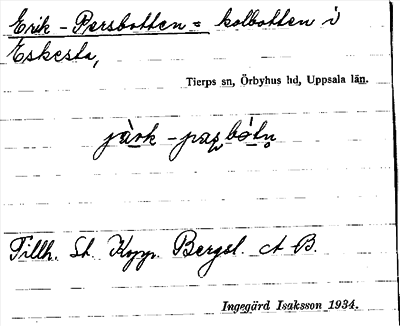 Erik-Persbotten = kolbotten i
Eskesta,
Tierps sn, Örbyhus hd, Uppsala län.
Tillh. St. Kopp. Bergsl. A B.
Ingegärd Isaksson 1934.